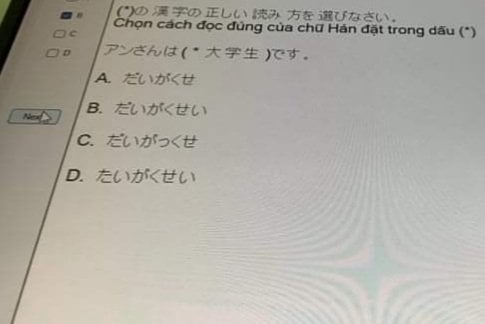 (*)の漢字の正しい読み方を選びなさい。
Chọn cách đọc đúng của chữ Hán đặt trong dấu (*)
B
C
D
アンさんは ( * 大学生 )です。
A. だいがくせ
B. だいがくせい
Next
C. だいがっくせ
D. たいがくせい